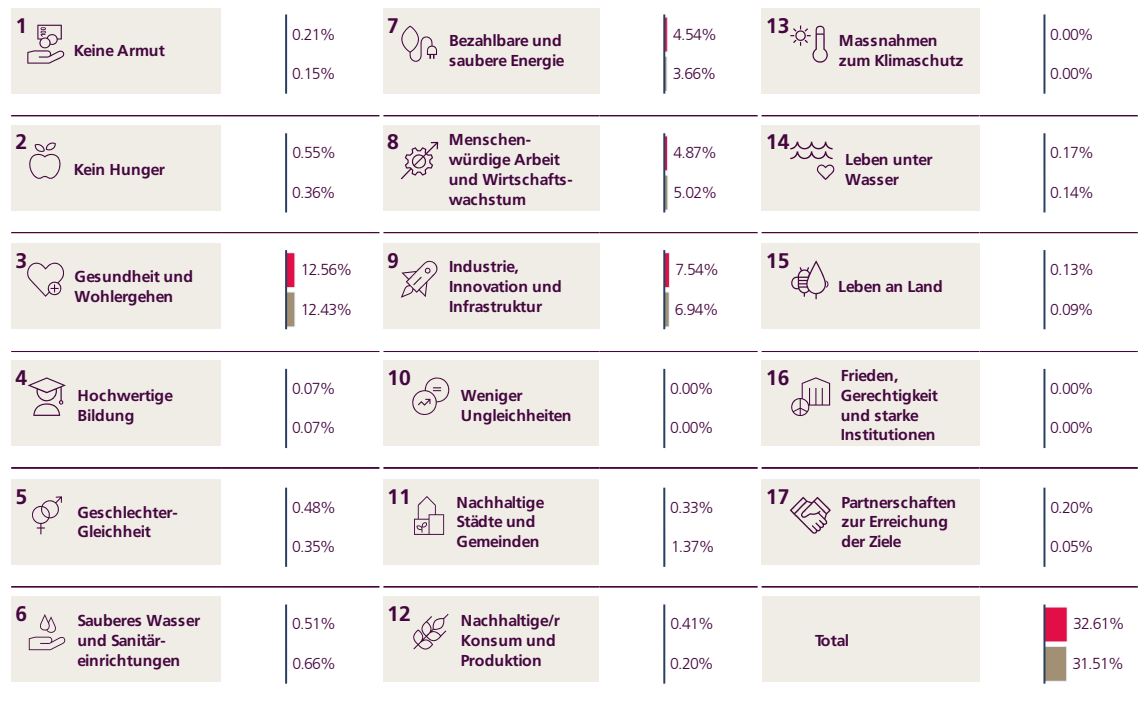 1
Keine Armut
0.21%
0.15%
2
Kein Hunger
0.55%
0.36%
3
Gesundheit und
Wohlergehen
12.56%
12.43%
4
Hochwertige
Bildung
0.07%
0.07%
5
Geschlechter-
Gleichheit
0.48%
0.35%
6
Sauberes Wasser
und Sanitär-
einrichtungen
0.51%
0.66%
7
Bezahlbare und
saubere Energie
4.54%
3.66%
8
Menschen-
würdige Arbeit
und Wirtschafts-
wachstum
4.87%
5.02%
9
Industrie,
Innovation und
Infrastruktur
7.54%
6.94%
10
Weniger
Ungleichheiten
0.00%
0.00%
11
Nachhaltige
Städte und
Gemeinden
0.33%
1.37%
12
Nachhaltige/r
Konsum und
Produktion
0.41%
0.20%
13
Massnahmen
zum Klimaschutz
0.00%
0.00%
14
Leben unter
Wasser
0.17%
0.14%
15
Leben an Land
0.13%
0.09%
16
Frieden,
Gerechtigkeit
und starke
Institutionen
0.00%
0.00%
17
Partnerschaften
zur Erreichung
der Ziele
0.20%
0.05%
Total
32.61%
31.51%